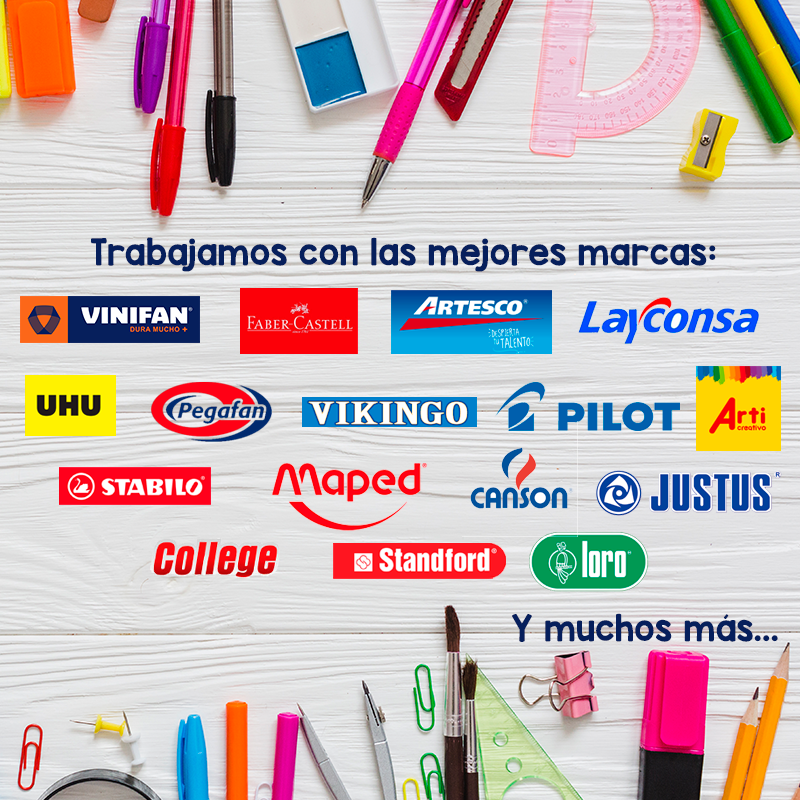 Trabajamos con las mejores marcas:
VINIFAN®
DURA MUCHO +
FABER-CASTELL
ARTESCO®
¡DESPIERTA
TU TALENTO!
Layconsa
UHU
Pegafan
VIKINGO
PILOT
Arti
creativo
STABILO®
Maped®
CANSON®
JUSTUS®
College
Standford®
loro
Y muchos más...